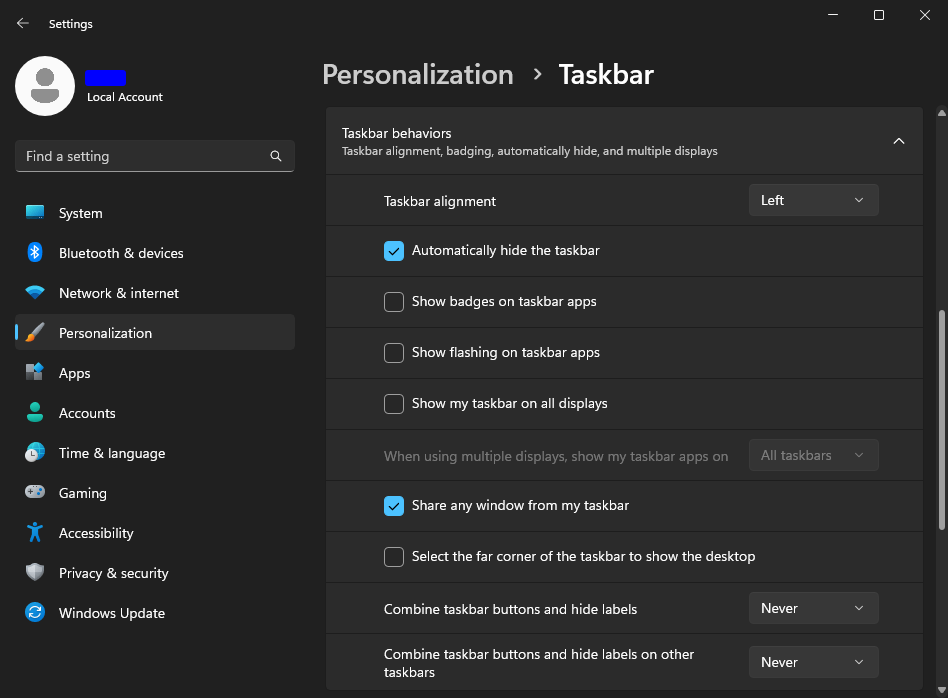 Settings
Local Account
Find a setting
System
Bluetooth & devices
Network & internet
Personalization
Apps
Accounts
Time & language
Gaming
Accessibility
Privacy & security
Windows Update
Personalization › Taskbar
Taskbar behaviors
Taskbar alignment, badging, automatically hide, and multiple displays
Taskbar alignment Left
Automatically hide the taskbar
Show badges on taskbar apps
Show flashing on taskbar apps
Show my taskbar on all displays
When using multiple displays, show my taskbar apps on All taskbars
Share any window from my taskbar
Select the far corner of the taskbar to show the desktop
Combine taskbar buttons and hide labels Never
Combine taskbar buttons and hide labels on other
taskbars Never